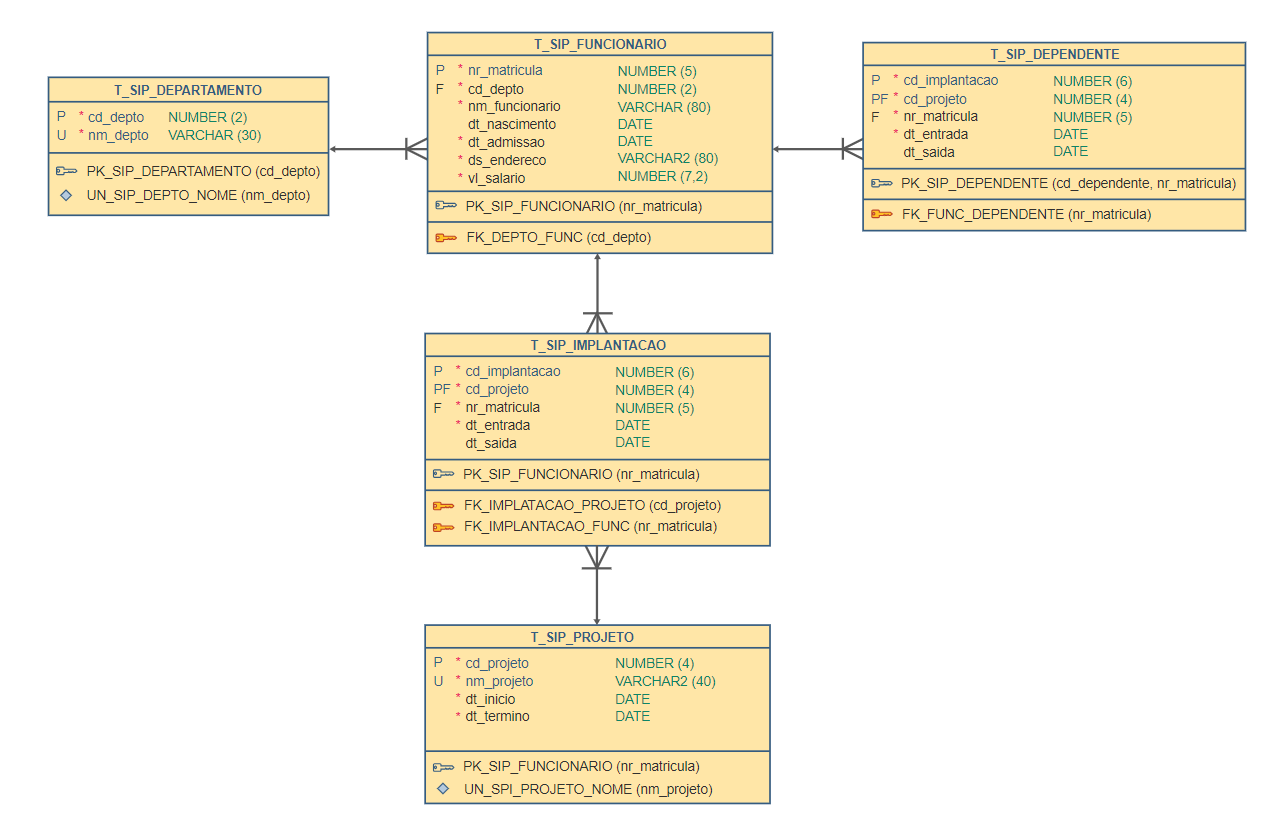 T_SIP_DEPARTAMENTO
P * cd_depto NUMBER (2)
U * nm_depto VARCHAR (30)
PK_SIP_DEPARTAMENTO (cd_depto)
UN_SIP_DEPTO_NOME (nm_depto)
T_SIP_FUNCIONARIO
P * nr_matricula NUMBER (5)
F * cd_depto NUMBER (2)
* nm_funcionario VARCHAR (80)
dt_nascimento DATE
* dt_admissao DATE
* ds_endereco VARCHAR2 (80)
* vl_salario NUMBER (7,2)
PK_SIP_FUNCIONARIO (nr_matricula)
FK_DEPTO_FUNC (cd_depto)
T_SIP_DEPENDENTE
P * cd_implantacao NUMBER (6)
PF * cd_projeto NUMBER (4)
F * nr_matricula NUMBER (5)
* dt_entrada DATE
dt_saida DATE
PK_SIP_DEPENDENTE (cd_dependente, nr_matricula)
FK_FUNC_DEPENDENTE (nr_matricula)
T_SIP_IMPLANTACAO
P * cd_implantacao NUMBER (6)
PF * cd_projeto NUMBER (4)
F * nr_matricula NUMBER (5)
* dt_entrada DATE
dt_saida DATE
PK_SIP_FUNCIONARIO (nr_matricula)
FK_IMPLATACAO_PROJETO (cd_projeto)
FK_IMPLANTACAO_FUNC (nr_matricula)
T_SIP_PROJETO
P * cd_projeto NUMBER (4)
U * nm_projeto VARCHAR2 (40)
* dt_inicio DATE
* dt_termino DATE
PK_SIP_FUNCIONARIO (nr_matricula)
UN_SPI_PROJETO_NOME (nm_projeto)